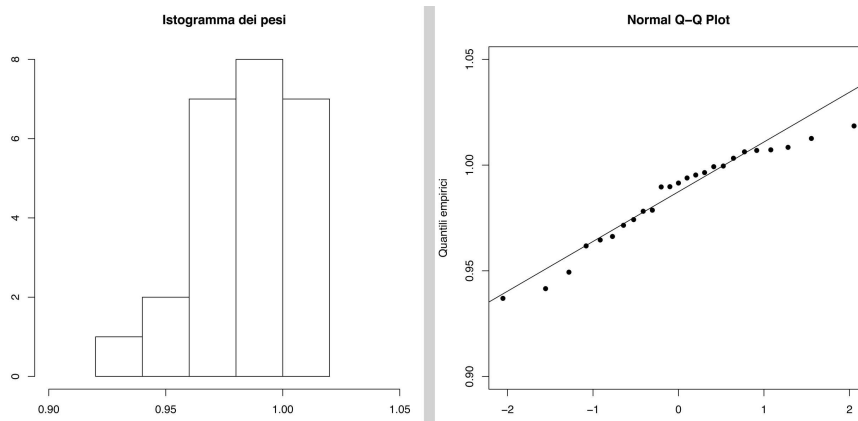 Istogramma dei pesi
8
6
4
2
0
0.90 0.95 1.00 1.05
Normal Q−Q Plot
Quantili empirici
1.05
1.00
0.95
0.90
−2 −1 0 1 2